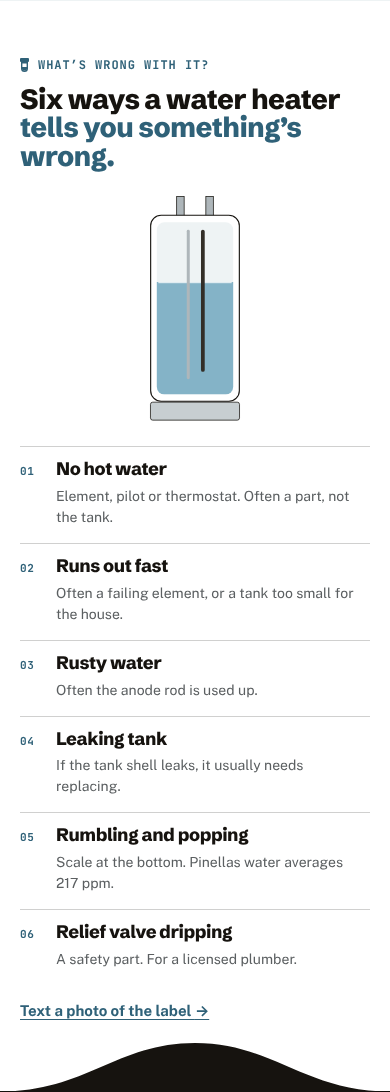 WHAT’S WRONG WITH IT?
Six ways a water heater
tells you something’s
wrong.
01
No hot water
Element, pilot or thermostat. Often a part, not
the tank.
02
Runs out fast
Often a failing element, or a tank too small for
the house.
03
Rusty water
Often the anode rod is used up.
04
Leaking tank
If the tank shell leaks, it usually needs
replacing.
05
Rumbling and popping
Scale at the bottom. Pinellas water averages
217 ppm.
06
Relief valve dripping
A safety part. For a licensed plumber.
Text a photo of the label →